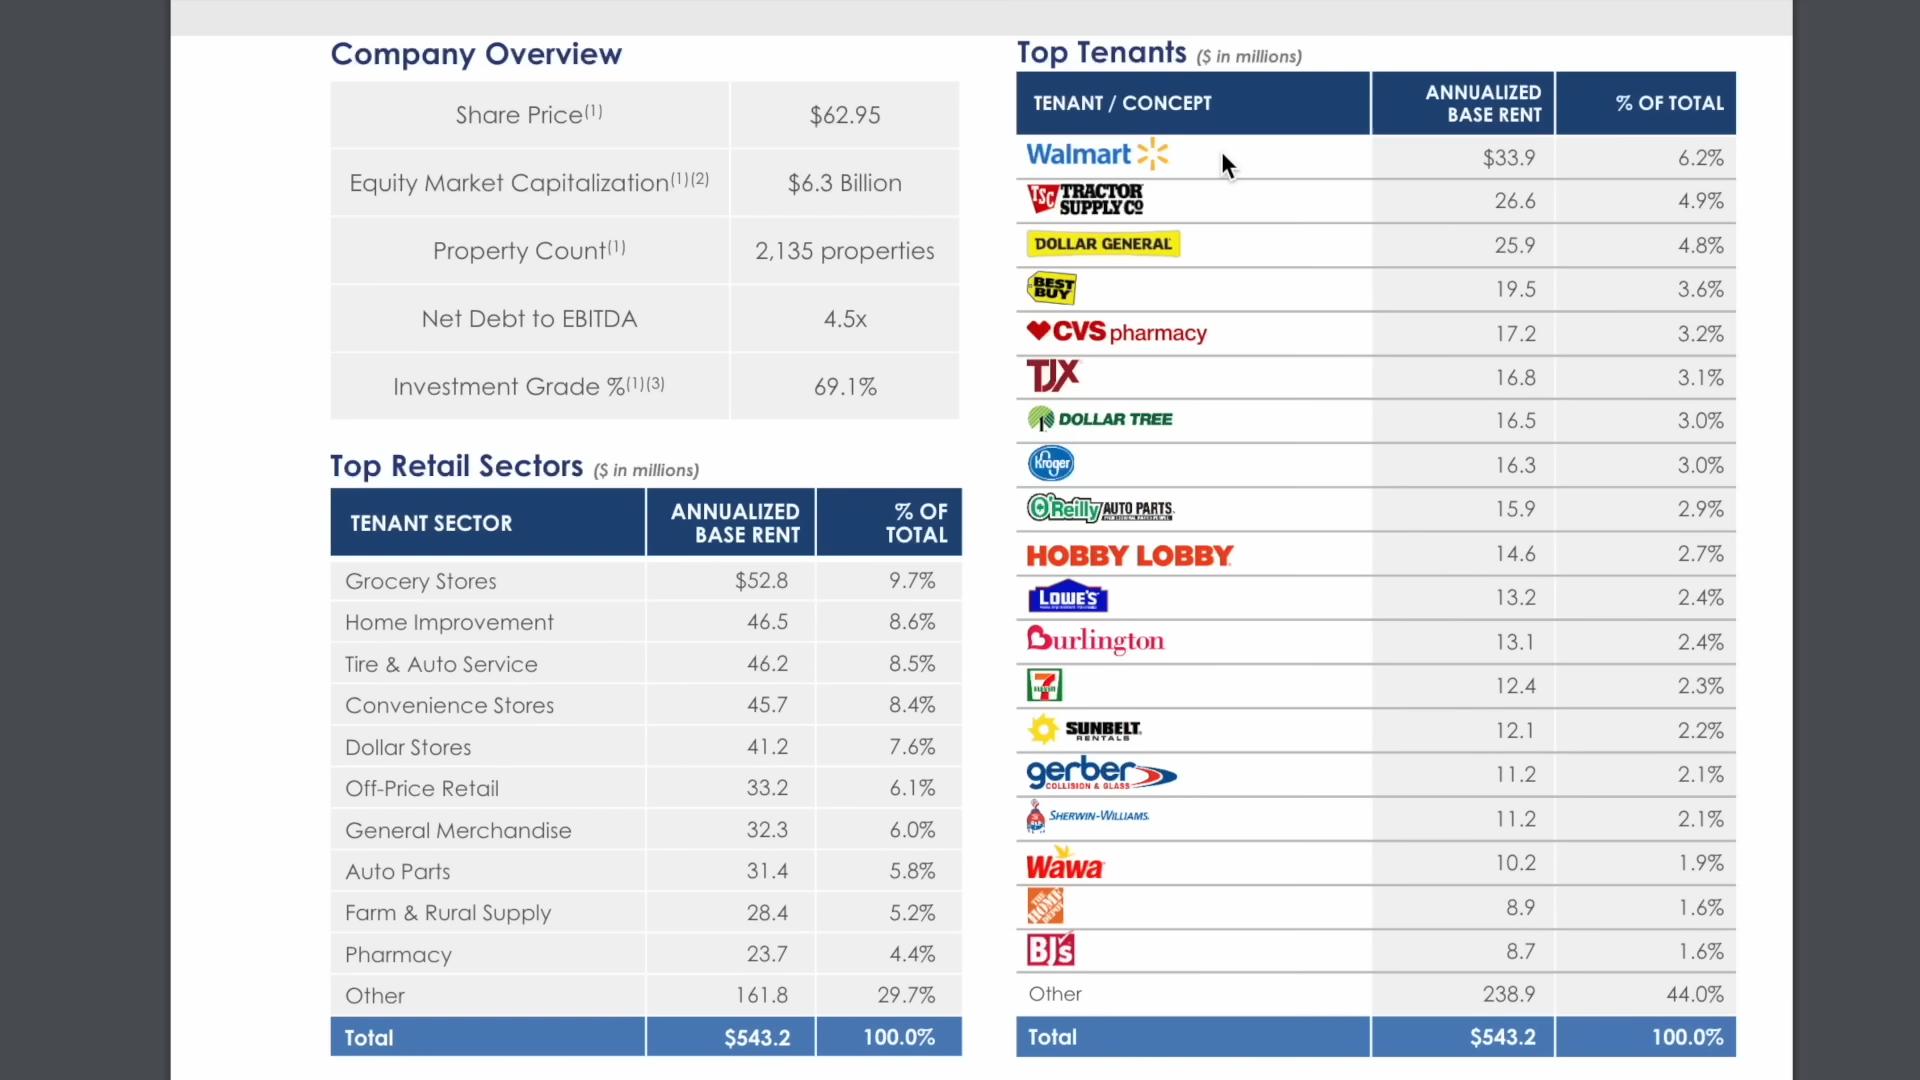 Company Overview
Share Price(1) $62.95
Equity Market Capitalization(1)(2) $6.3 Billion
Property Count(1) 2,135 properties
Net Debt to EBITDA 4.5x
Investment Grade %(1)(3) 69.1%
Top Retail Sectors ($ in millions)
TENANT SECTOR ANNUALIZED BASE RENT % OF TOTAL
Grocery Stores $52.8 9.7%
Home Improvement 46.5 8.6%
Tire & Auto Service 46.2 8.5%
Convenience Stores 45.7 8.4%
Dollar Stores 41.2 7.6%
Off-Price Retail 33.2 6.1%
General Merchandise 32.3 6.0%
Auto Parts 31.4 5.8%
Farm & Rural Supply 28.4 5.2%
Pharmacy 23.7 4.4%
Other 161.8 29.7%
Total $543.2 100.0%
Top Tenants ($ in millions)
TENANT / CONCEPT ANNUALIZED BASE RENT % OF TOTAL
Walmart $33.9 6.2%
TSC TRACTOR SUPPLY CO 26.6 4.9%
DOLLAR GENERAL 25.9 4.8%
BEST BUY 19.5 3.6%
CVS pharmacy 17.2 3.2%
TJX 16.8 3.1%
DOLLAR TREE 16.5 3.0%
Kroger 16.3 3.0%
O'Reilly AUTO PARTS 15.9 2.9%
HOBBY LOBBY 14.6 2.7%
LOWE'S 13.2 2.4%
Burlington 13.1 2.4%
7 ELEVEN 12.4 2.3%
SUNBELT RENTALS 12.1 2.2%
gerber COLLISION & GLASS 11.2 2.1%
SHERWIN-WILLIAMS. 11.2 2.1%
Wawa 10.2 1.9%
THE HOME DEPOT 8.9 1.6%
BJ's 8.7 1.6%
Other 238.9 44.0%
Total $543.2 100.0%